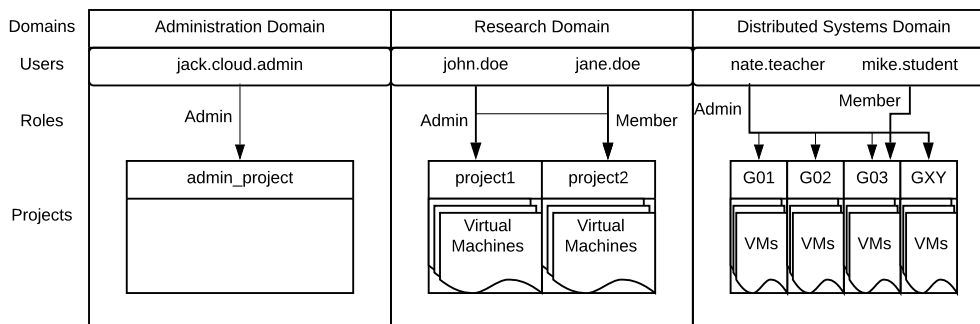 Domains
Administration Domain
Research Domain
Distributed Systems Domain
Users
jack.cloud.admin
john.doe
jane.doe
nate.teacher
mike.student
Roles
Admin
Admin
Member
Admin
Member
Projects
admin_project
project1
project2
G01
G02
G03
GXY
Virtual
Machines
Virtual
Machines
VMs
VMs
VMs
VMs